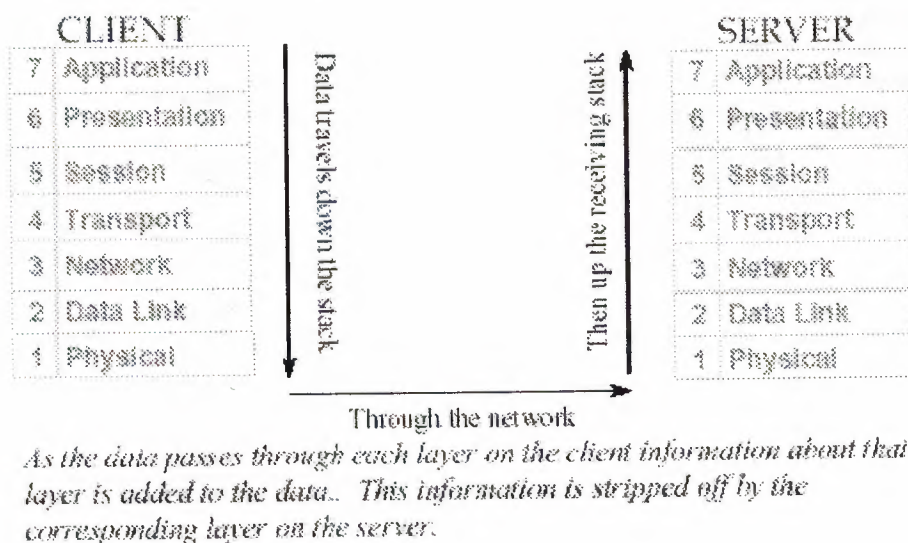 CLIENT
7 Application
6 Presentation
5 Session
4 Transport
3 Network
2 Data Link
1 Physical
Data travels down the stack
Through the network
Then up the receiving stack
SERVER
7 Application
6 Presentation
5 Session
4 Transport
3 Network
2 Data Link
1 Physical
As the data passes through each layer on the client information about that
layer is added to the data.. This information is stripped off by the
corresponding layer on the server.